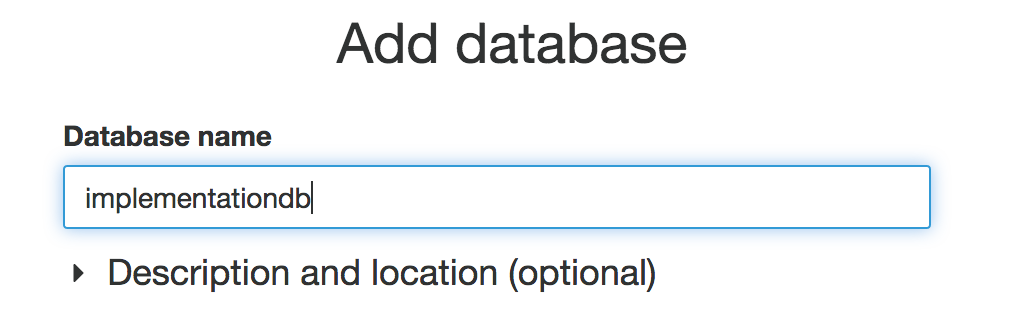 Add database
Database name
implementationdb
Description and location (optional)